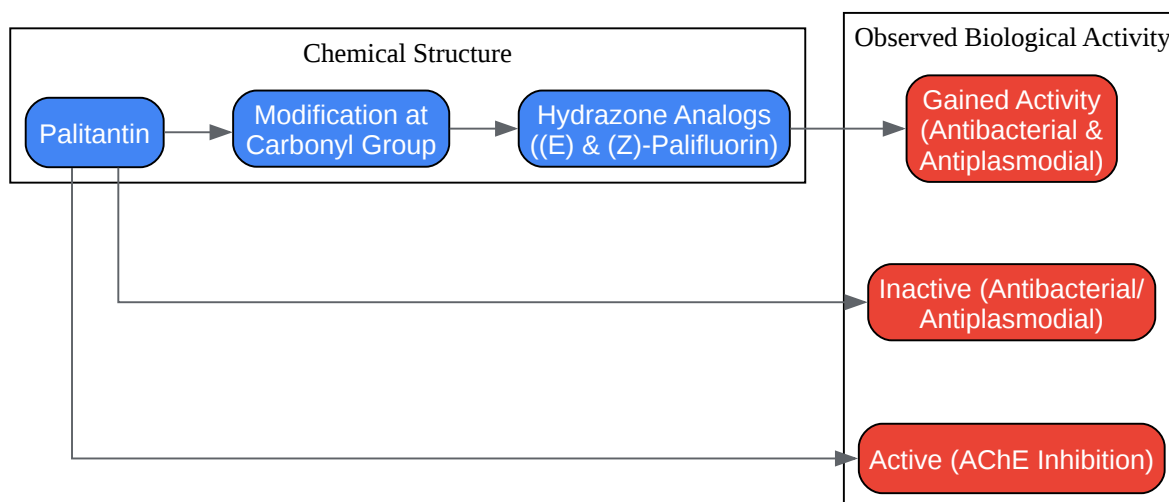 Chemical Structure
Palitantin
Modification at
Carbonyl Group
Hydrazone Analogs
((E) & (Z)-Palifluorin)
Observed Biological Activity
Gained Activity
(Antibacterial &
Antiplasmodial)
Inactive (Antibacterial/
Antiplasmodial)
Active (AChE Inhibition)